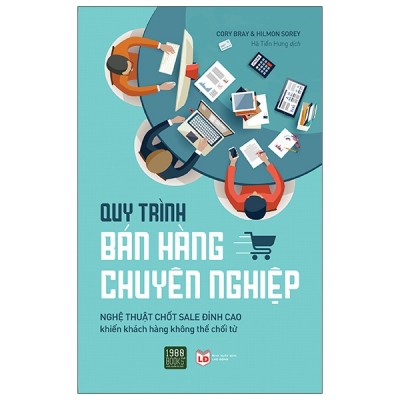 CORY BRAY & HILMON SOREY
Hà Tiến Hưng dịch
QUY TRÌNH
BÁN HÀNG
CHUYÊN NGHIỆP
NGHỆ THUẬT CHỐT SALE ĐỈNH CAO
khiến khách hàng không thể chối từ
1980
BOOKS
LĐ